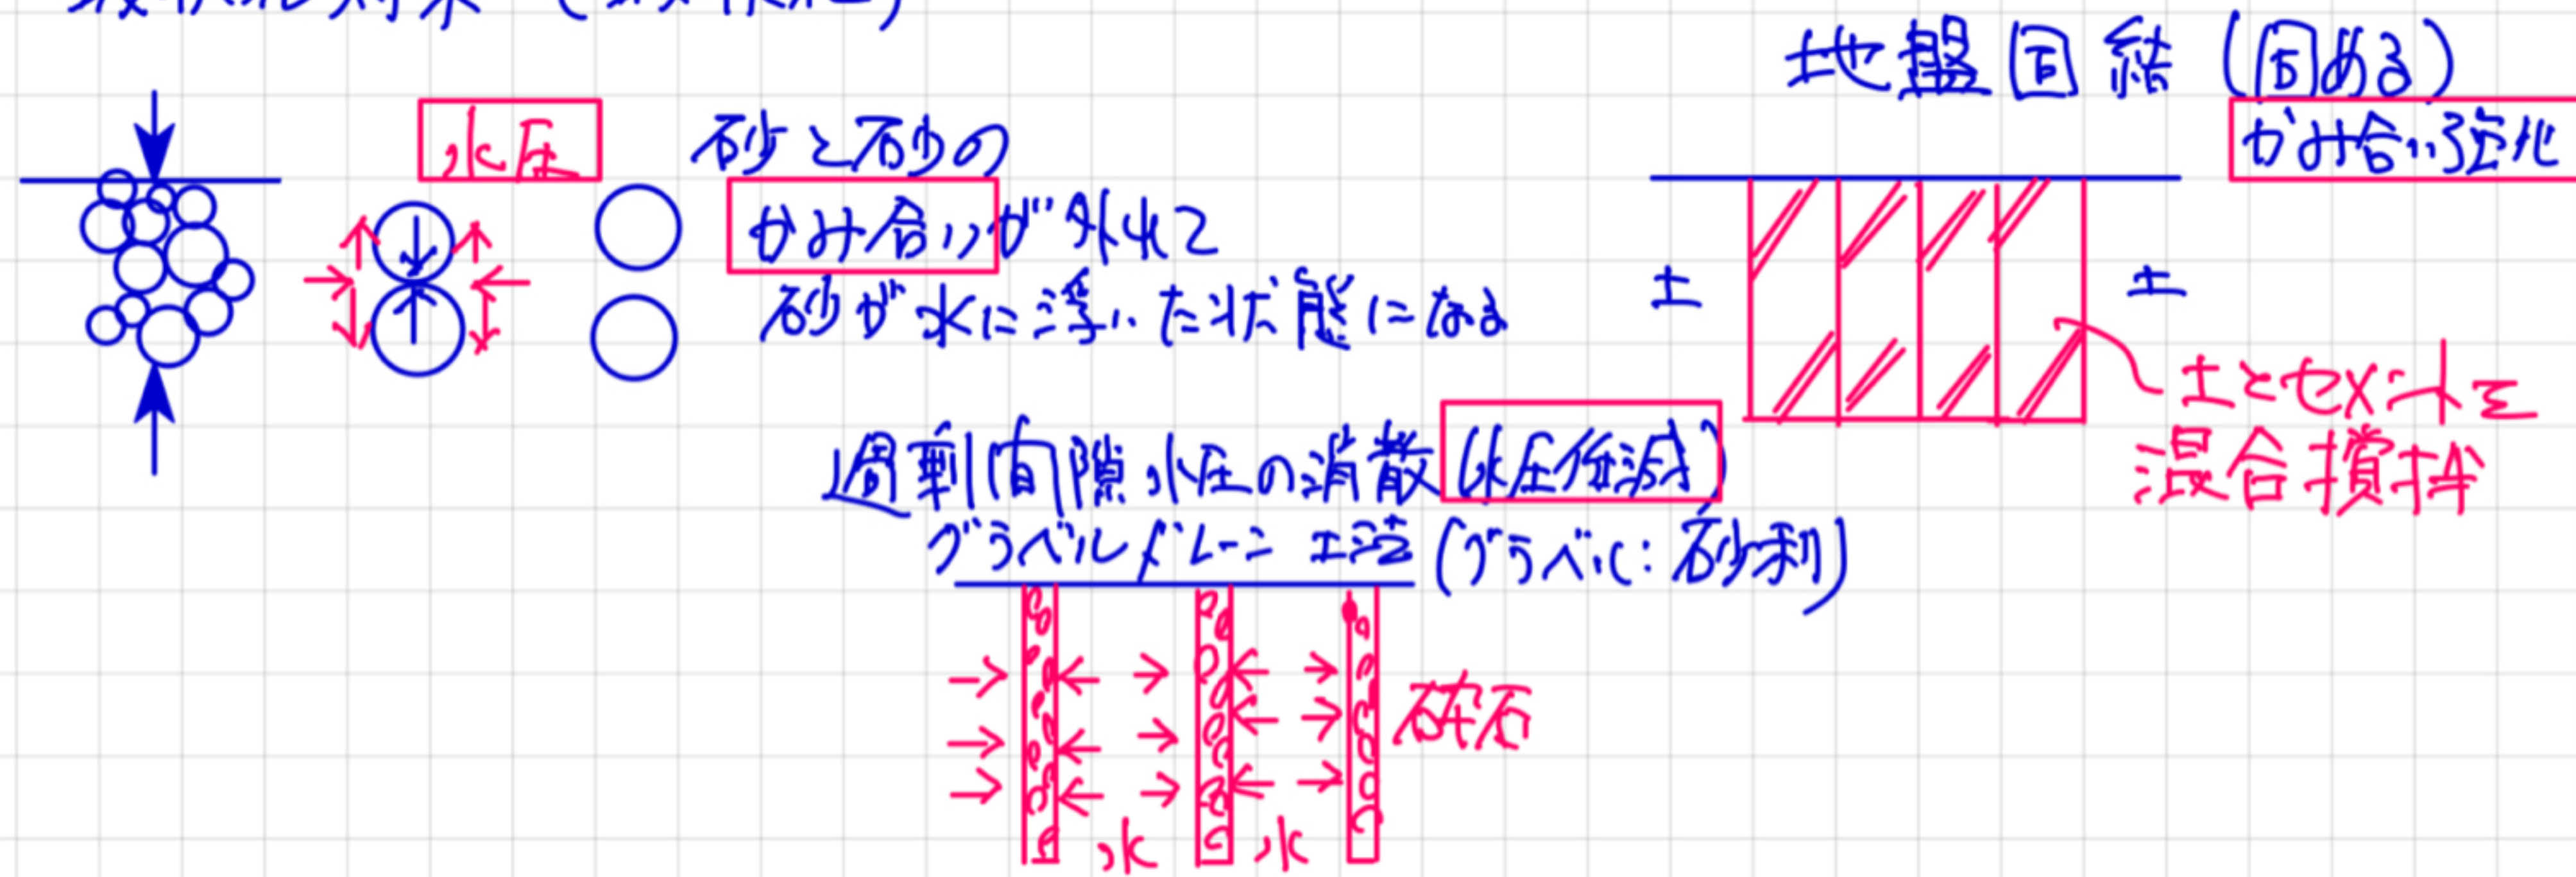 地盤固結(固める)
かみ合い強化
水圧
砂と砂の
かみ合いが外れて
砂が水に浮いた状態になる
土
土
土とセメント水を
混合撹拌
過剰間隙水圧の消散(水圧低減)
グラベルドレーン工法(グラベル:砂利)
砕石
水
水